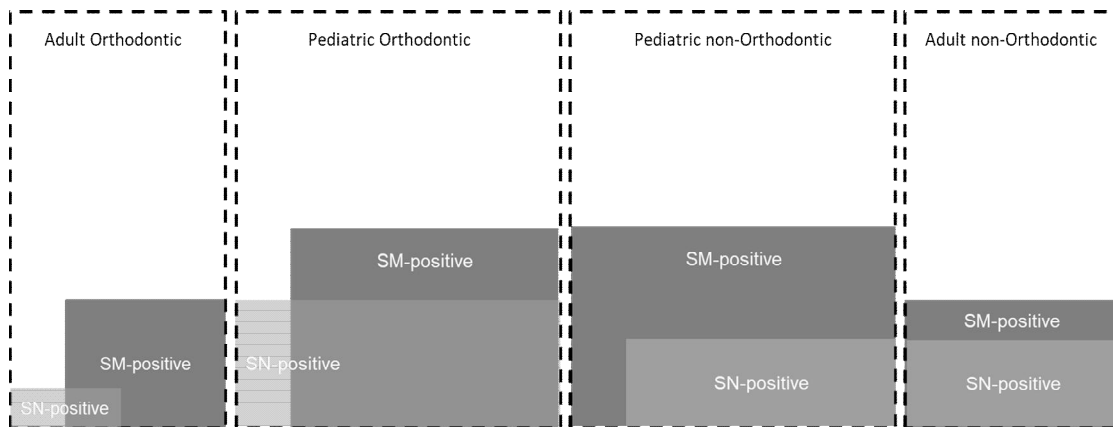 Adult Orthodontic
Pediatric Orthodontic
Pediatric non-Orthodontic
Adult non-Orthodontic
SM-positive
SN-positive
SM-positive
SN-positive
SM-positive
SN-positive
SM-positive
SN-positive